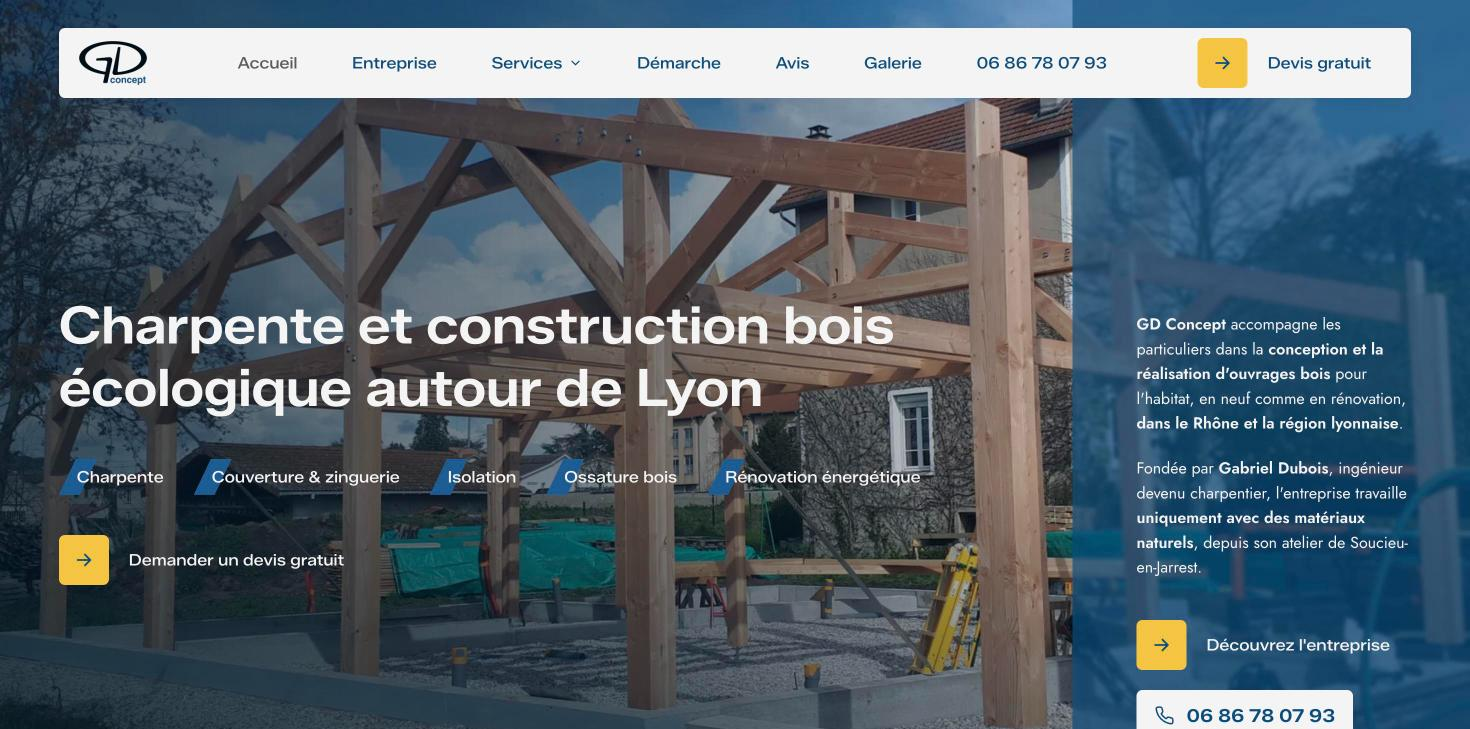 GD
concept
Accueil
Entreprise
Services
Démarche
Avis
Galerie
06 86 78 07 93
Devis gratuit
Charpente et construction bois
écologique autour de Lyon
Charpente
Couverture & zinguerie
Isolation
Ossature bois
Rénovation énergétique
Demander un devis gratuit
GD Concept accompagne les
particuliers dans la conception et la
réalisation d'ouvrages bois pour
l'habitat, en neuf comme en rénovation,
dans le Rhône et la région lyonnaise.
Fondée par Gabriel Dubois, ingénieur
devenu charpentier, l'entreprise travaille
uniquement avec des matériaux
naturels, depuis son atelier de Soucieu-
en-Jarrest.
Découvrez l'entreprise
06 86 78 07 93